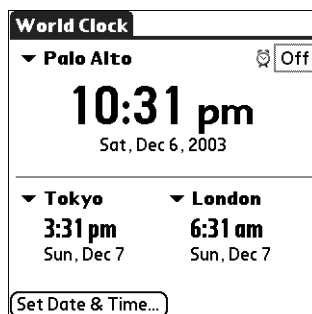 World Clock
Palo Alto Off
10:31 pm
Sat, Dec 6, 2003
Tokyo London
3:31 pm 6:31 am
Sun, Dec 7 Sun, Dec 7
Set Date & Time...